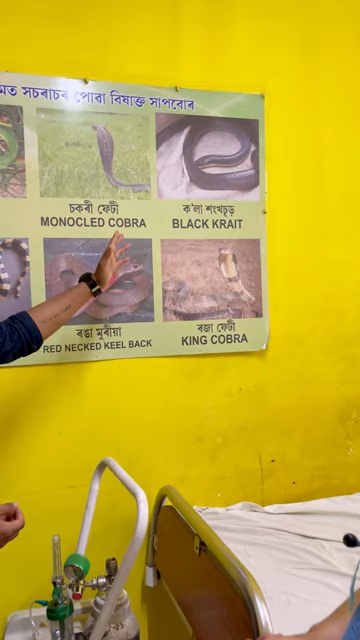 মত সচৰাচৰ পোৱা বিষাক্ত সাপবোৰ
চকৰী ফেটী
MONOCLED COBRA
ক'লা শংখচূড়
BLACK KRAIT
ৰঙা মুৰীয়া
RED NECKED KEEL BACK
ৰজা ফেটী
KING COBRA